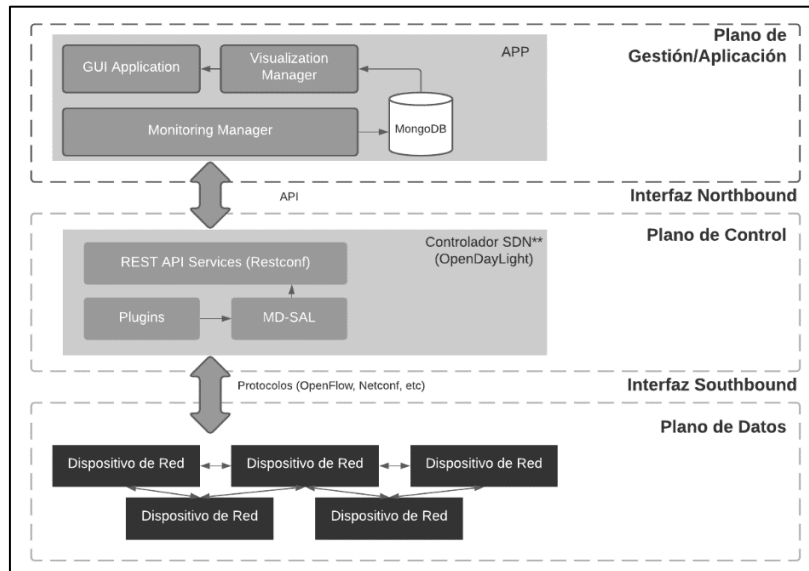 Plano de
Gestión/Aplicación
APP
GUI Application
Visualization
Manager
Monitoring Manager
MongoDB
API
Interfaz Northbound
Plano de Control
Controlador SDN**
(OpenDayLight)
REST API Services (Restconf)
Plugins
MD-SAL
Protocolos (OpenFlow, Netconf, etc)
Interfaz Southbound
Plano de Datos
Dispositivo de Red
Dispositivo de Red
Dispositivo de Red
Dispositivo de Red
Dispositivo de Red